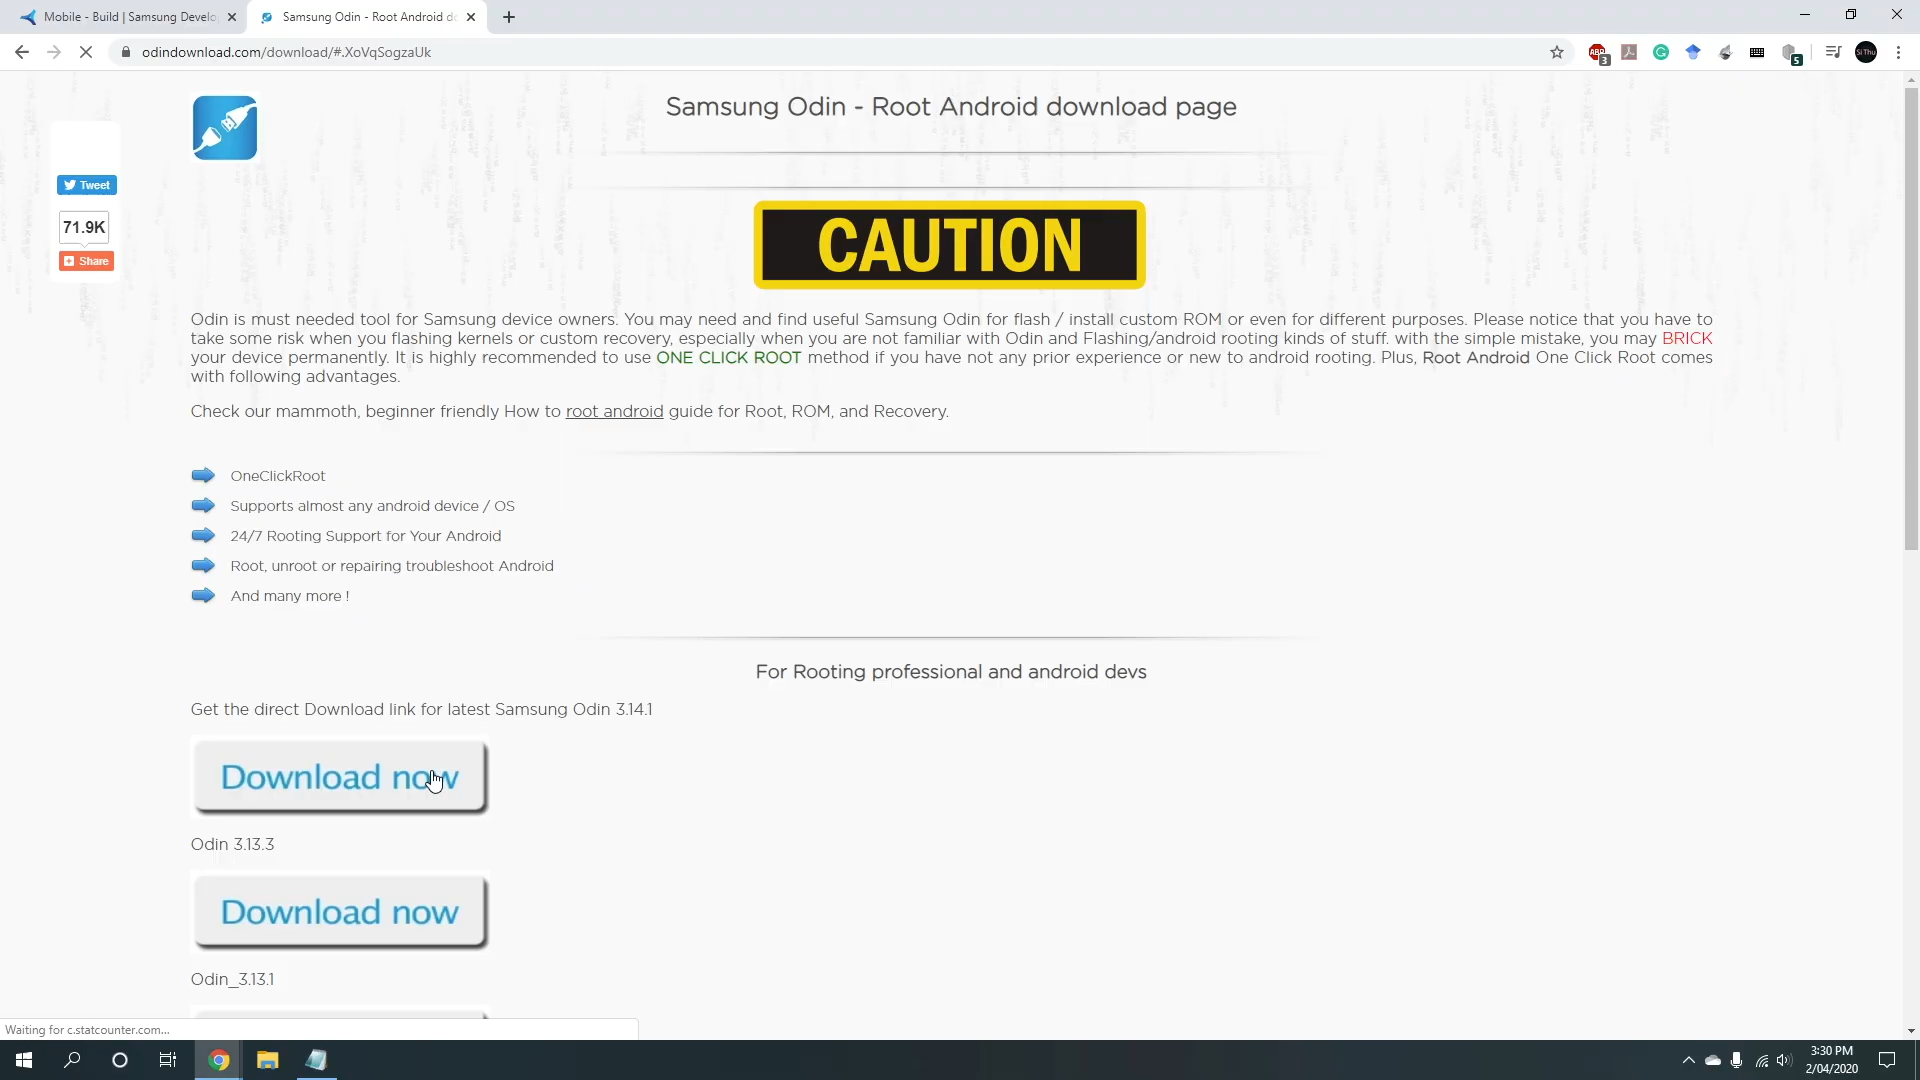 Mobile - Build | Samsung Develo
Samsung Odin - Root Android do
odindownload.com/download/#.XoVqSogzaUk
ABP
3
5
Si Thu
Samsung Odin - Root Android download page
Tweet
71.9K
Share
CAUTION
Odin is must needed tool for Samsung device owners. You may need and find useful Samsung Odin for flash / install custom ROM or even for different purposes. Please notice that you have to
take some risk when you flashing kernels or custom recovery, especially when you are not familiar with Odin and Flashing/android rooting kinds of stuff. with the simple mistake, you may BRICK
your device permanently. It is highly recommended to use ONE CLICK ROOT method if you have not any prior experience or new to android rooting. Plus, Root Android One Click Root comes
with following advantages.
Check our mammoth, beginner friendly How to root android guide for Root, ROM, and Recovery.
OneClickRoot
Supports almost any android device / OS
24/7 Rooting Support for Your Android
Root, unroot or repairing troubleshoot Android
And many more !
For Rooting professional and android devs
Get the direct Download link for latest Samsung Odin 3.14.1
Download now
Odin 3.13.3
Download now
Odin_3.13.1
Waiting for c.statcounter.com...
3:30 PM
2/04/2020